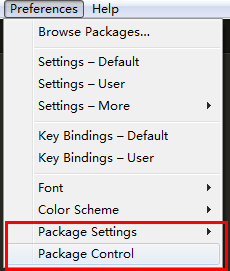 Preferences Help
Browse Packages...
Settings – Default
Settings – User
Settings – More
Key Bindings – Default
Key Bindings – User
Font
Color Scheme
Package Settings
Package Control